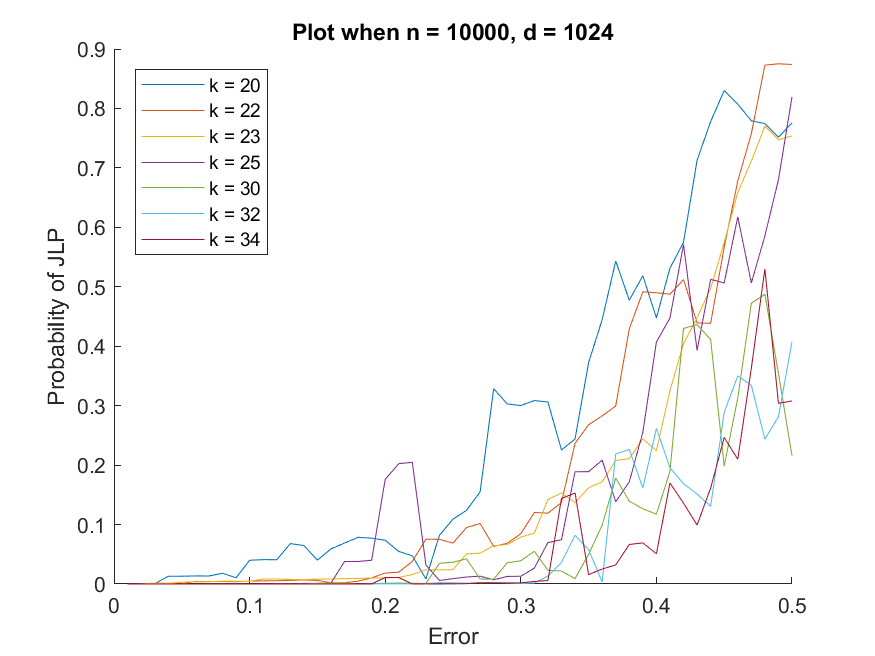 Plot when n = 10000, d = 1024
0.9
0.8
0.7
0.6
0.5
0.4
0.3
0.2
0.1
0
Probability of JLP
k = 20
k = 22
k = 23
k = 25
k = 30
k = 32
k = 34
0 0.1 0.2 0.3 0.4 0.5
Error